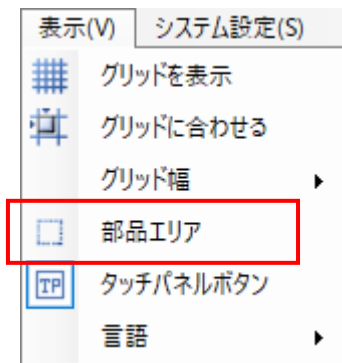 表示(V) システム設定(S)
グリッドを表示
グリッドに合わせる
グリッド幅
部品エリア
TP タッチパネルボタン
言語